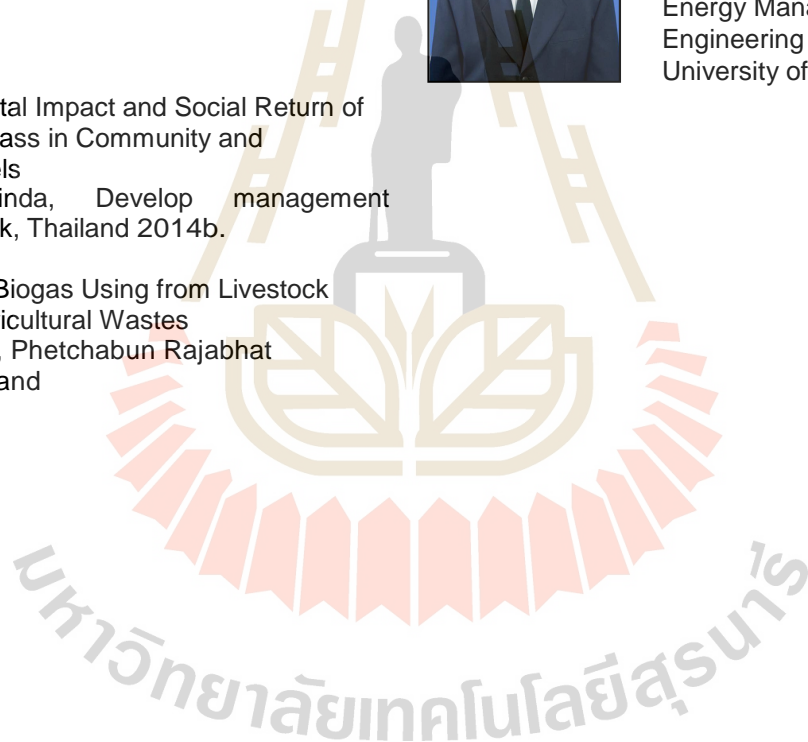 tal Impact and Social Return of
ass in Community and
els
inda, Develop management
k, Thailand 2014b.
Biogas Using from Livestock
icultural Wastes
, Phetchabun Rajabhat
and
Energy Mana
Engineering
University of
มหาวิทยาลัยเทคโนโลยีสุรนารี